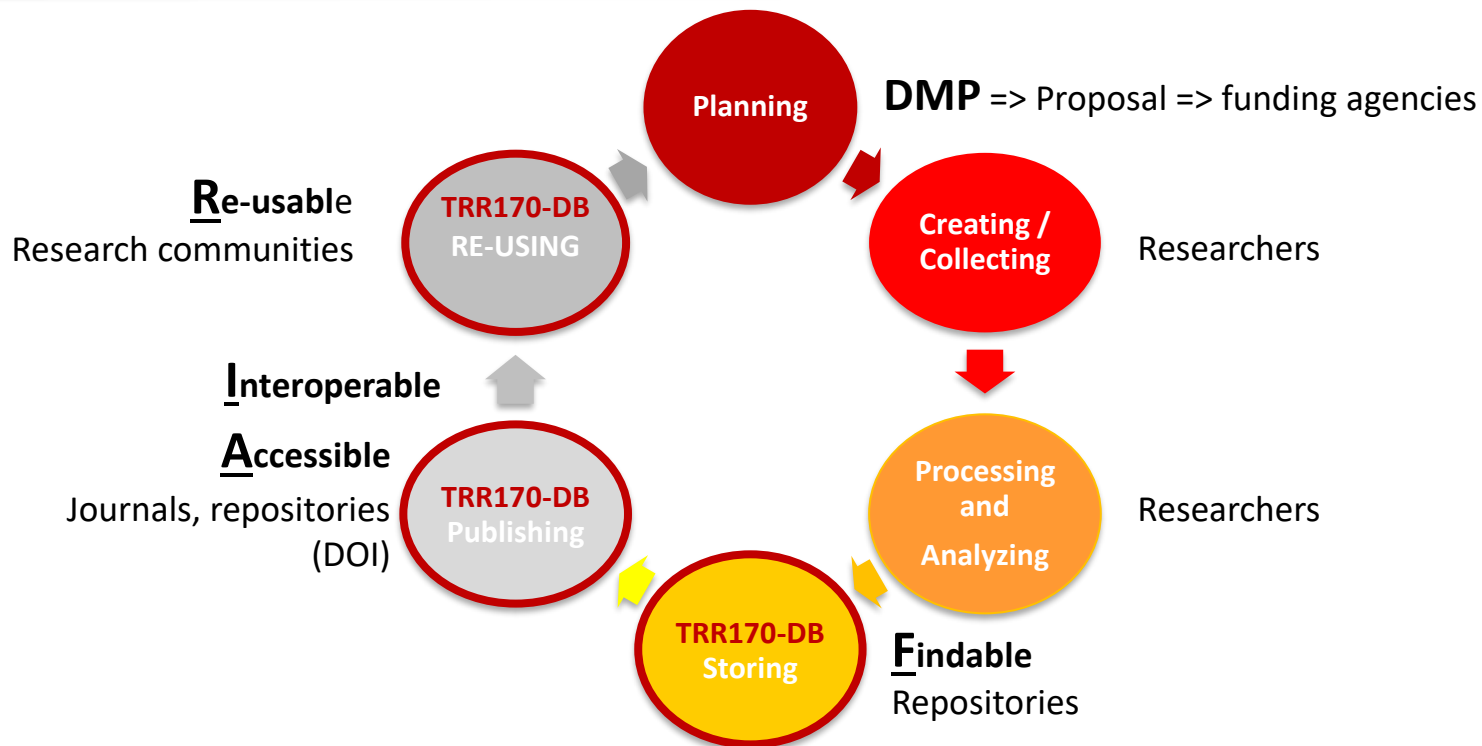 Planning
DMP => Proposal => funding agencies
Creating /
Collecting
Researchers
Processing
and
Analyzing
Researchers
TRR170-DB
Storing
Findable
Repositories
TRR170-DB
Publishing
Interoperable
Accessible
Journals, repositories
(DOI)
TRR170-DB
RE-USING
Re-usable
Research communities